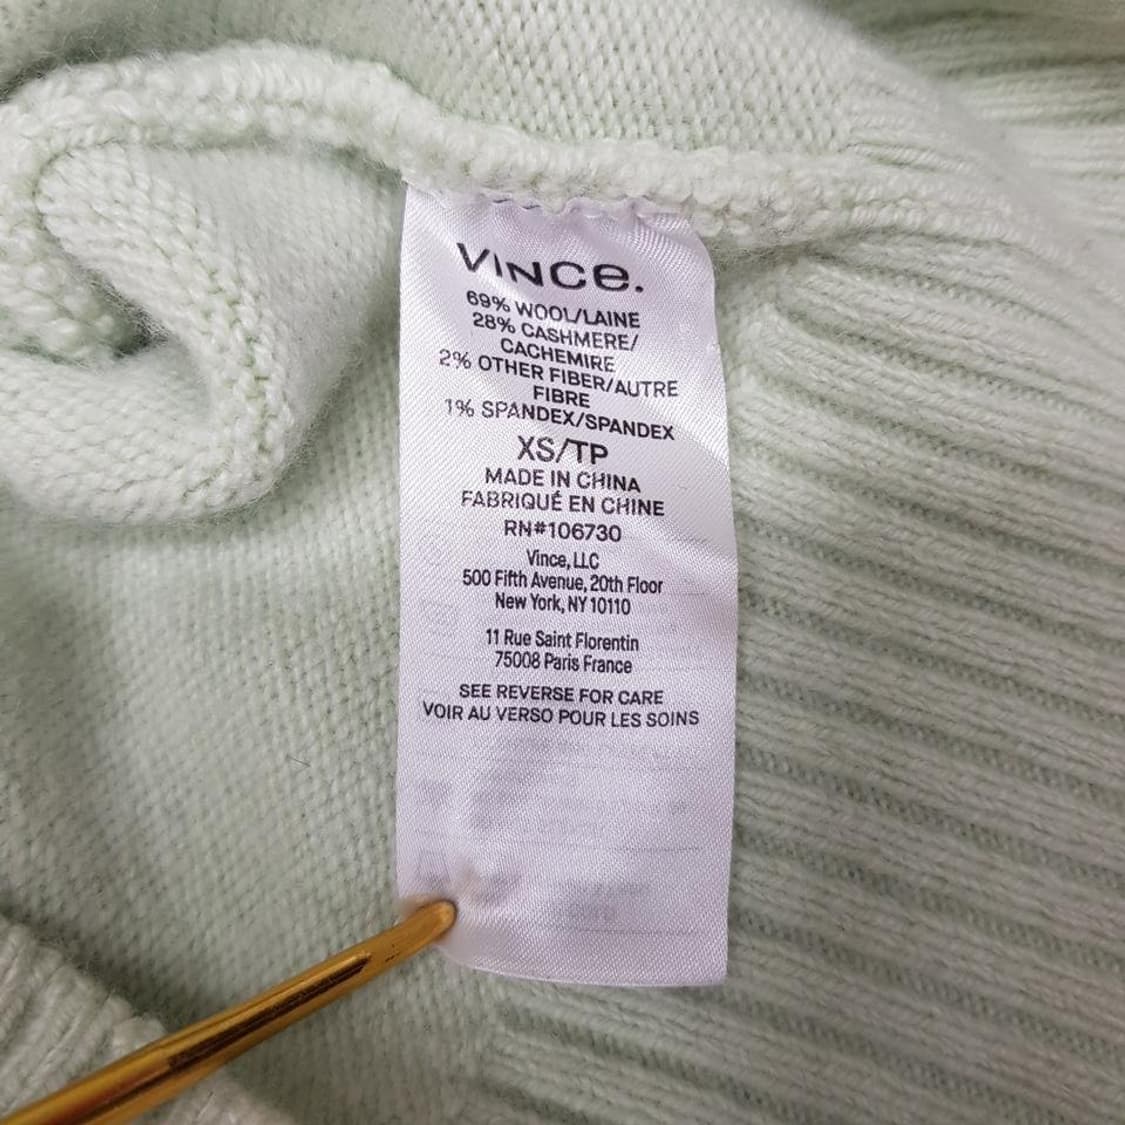 VINCe.
69% WOOL/LAINE
28% CASHMERE/
CACHEMIRE
2% OTHER FIBER/AUTRE
FIBRE
1% SPANDEX/SPANDEX
XS/TP
MADE IN CHINA
FABRIQUÉ EN CHINE
RN#106730
Vince, LLC
500 Fifth Avenue, 20th Floor
New York, NY 10110
11 Rue Saint Florentin
75008 Paris France
SEE REVERSE FOR CARE
VOIR AU VERSO POUR LES SOINS